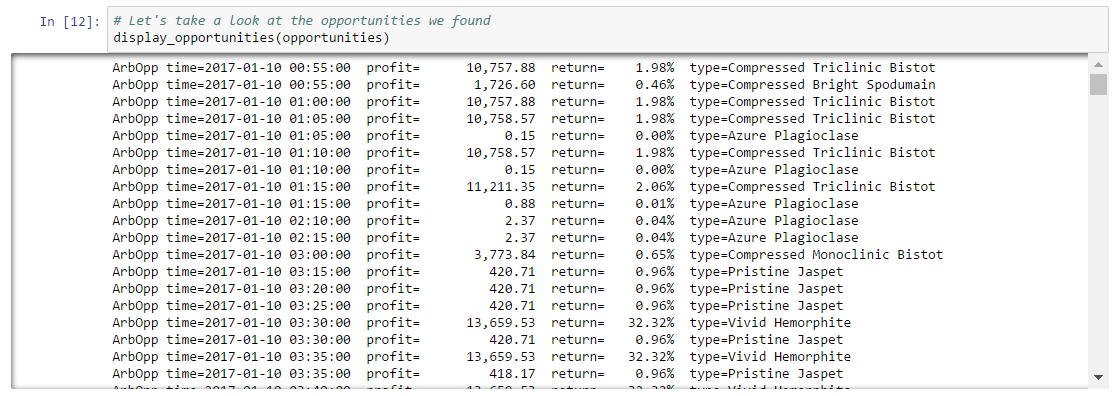 In [12]: # Let's take a look at the opportunities we found
display_opportunities(opportunities)
ArbOpp time=2017-01-10 00:55:00 profit= 10,757.88 return= 1.98% type=Compressed Triclinic Bistot
ArbOpp time=2017-01-10 00:55:00 profit= 1,726.60 return= 0.46% type=Compressed Bright Spodumain
ArbOpp time=2017-01-10 01:00:00 profit= 10,757.88 return= 1.98% type=Compressed Triclinic Bistot
ArbOpp time=2017-01-10 01:05:00 profit= 10,758.57 return= 1.98% type=Compressed Triclinic Bistot
ArbOpp time=2017-01-10 01:05:00 profit= 0.15 return= 0.00% type=Azure Plagioclase
ArbOpp time=2017-01-10 01:10:00 profit= 10,758.57 return= 1.98% type=Compressed Triclinic Bistot
ArbOpp time=2017-01-10 01:10:00 profit= 0.15 return= 0.00% type=Azure Plagioclase
ArbOpp time=2017-01-10 01:15:00 profit= 11,211.35 return= 2.06% type=Compressed Triclinic Bistot
ArbOpp time=2017-01-10 01:15:00 profit= 0.88 return= 0.01% type=Azure Plagioclase
ArbOpp time=2017-01-10 02:10:00 profit= 2.37 return= 0.04% type=Azure Plagioclase
ArbOpp time=2017-01-10 02:15:00 profit= 2.37 return= 0.04% type=Azure Plagioclase
ArbOpp time=2017-01-10 03:00:00 profit= 3,773.84 return= 0.65% type=Compressed Monoclinic Bistot
ArbOpp time=2017-01-10 03:15:00 profit= 420.71 return= 0.96% type=Pristine Jaspet
ArbOpp time=2017-01-10 03:20:00 profit= 420.71 return= 0.96% type=Pristine Jaspet
ArbOpp time=2017-01-10 03:25:00 profit= 420.71 return= 0.96% type=Pristine Jaspet
ArbOpp time=2017-01-10 03:30:00 profit= 13,659.53 return= 32.32% type=Vivid Hemorphite
ArbOpp time=2017-01-10 03:30:00 profit= 420.71 return= 0.96% type=Pristine Jaspet
ArbOpp time=2017-01-10 03:35:00 profit= 13,659.53 return= 32.32% type=Vivid Hemorphite
ArbOpp time=2017-01-10 03:35:00 profit= 418.17 return= 0.96% type=Pristine Jaspet